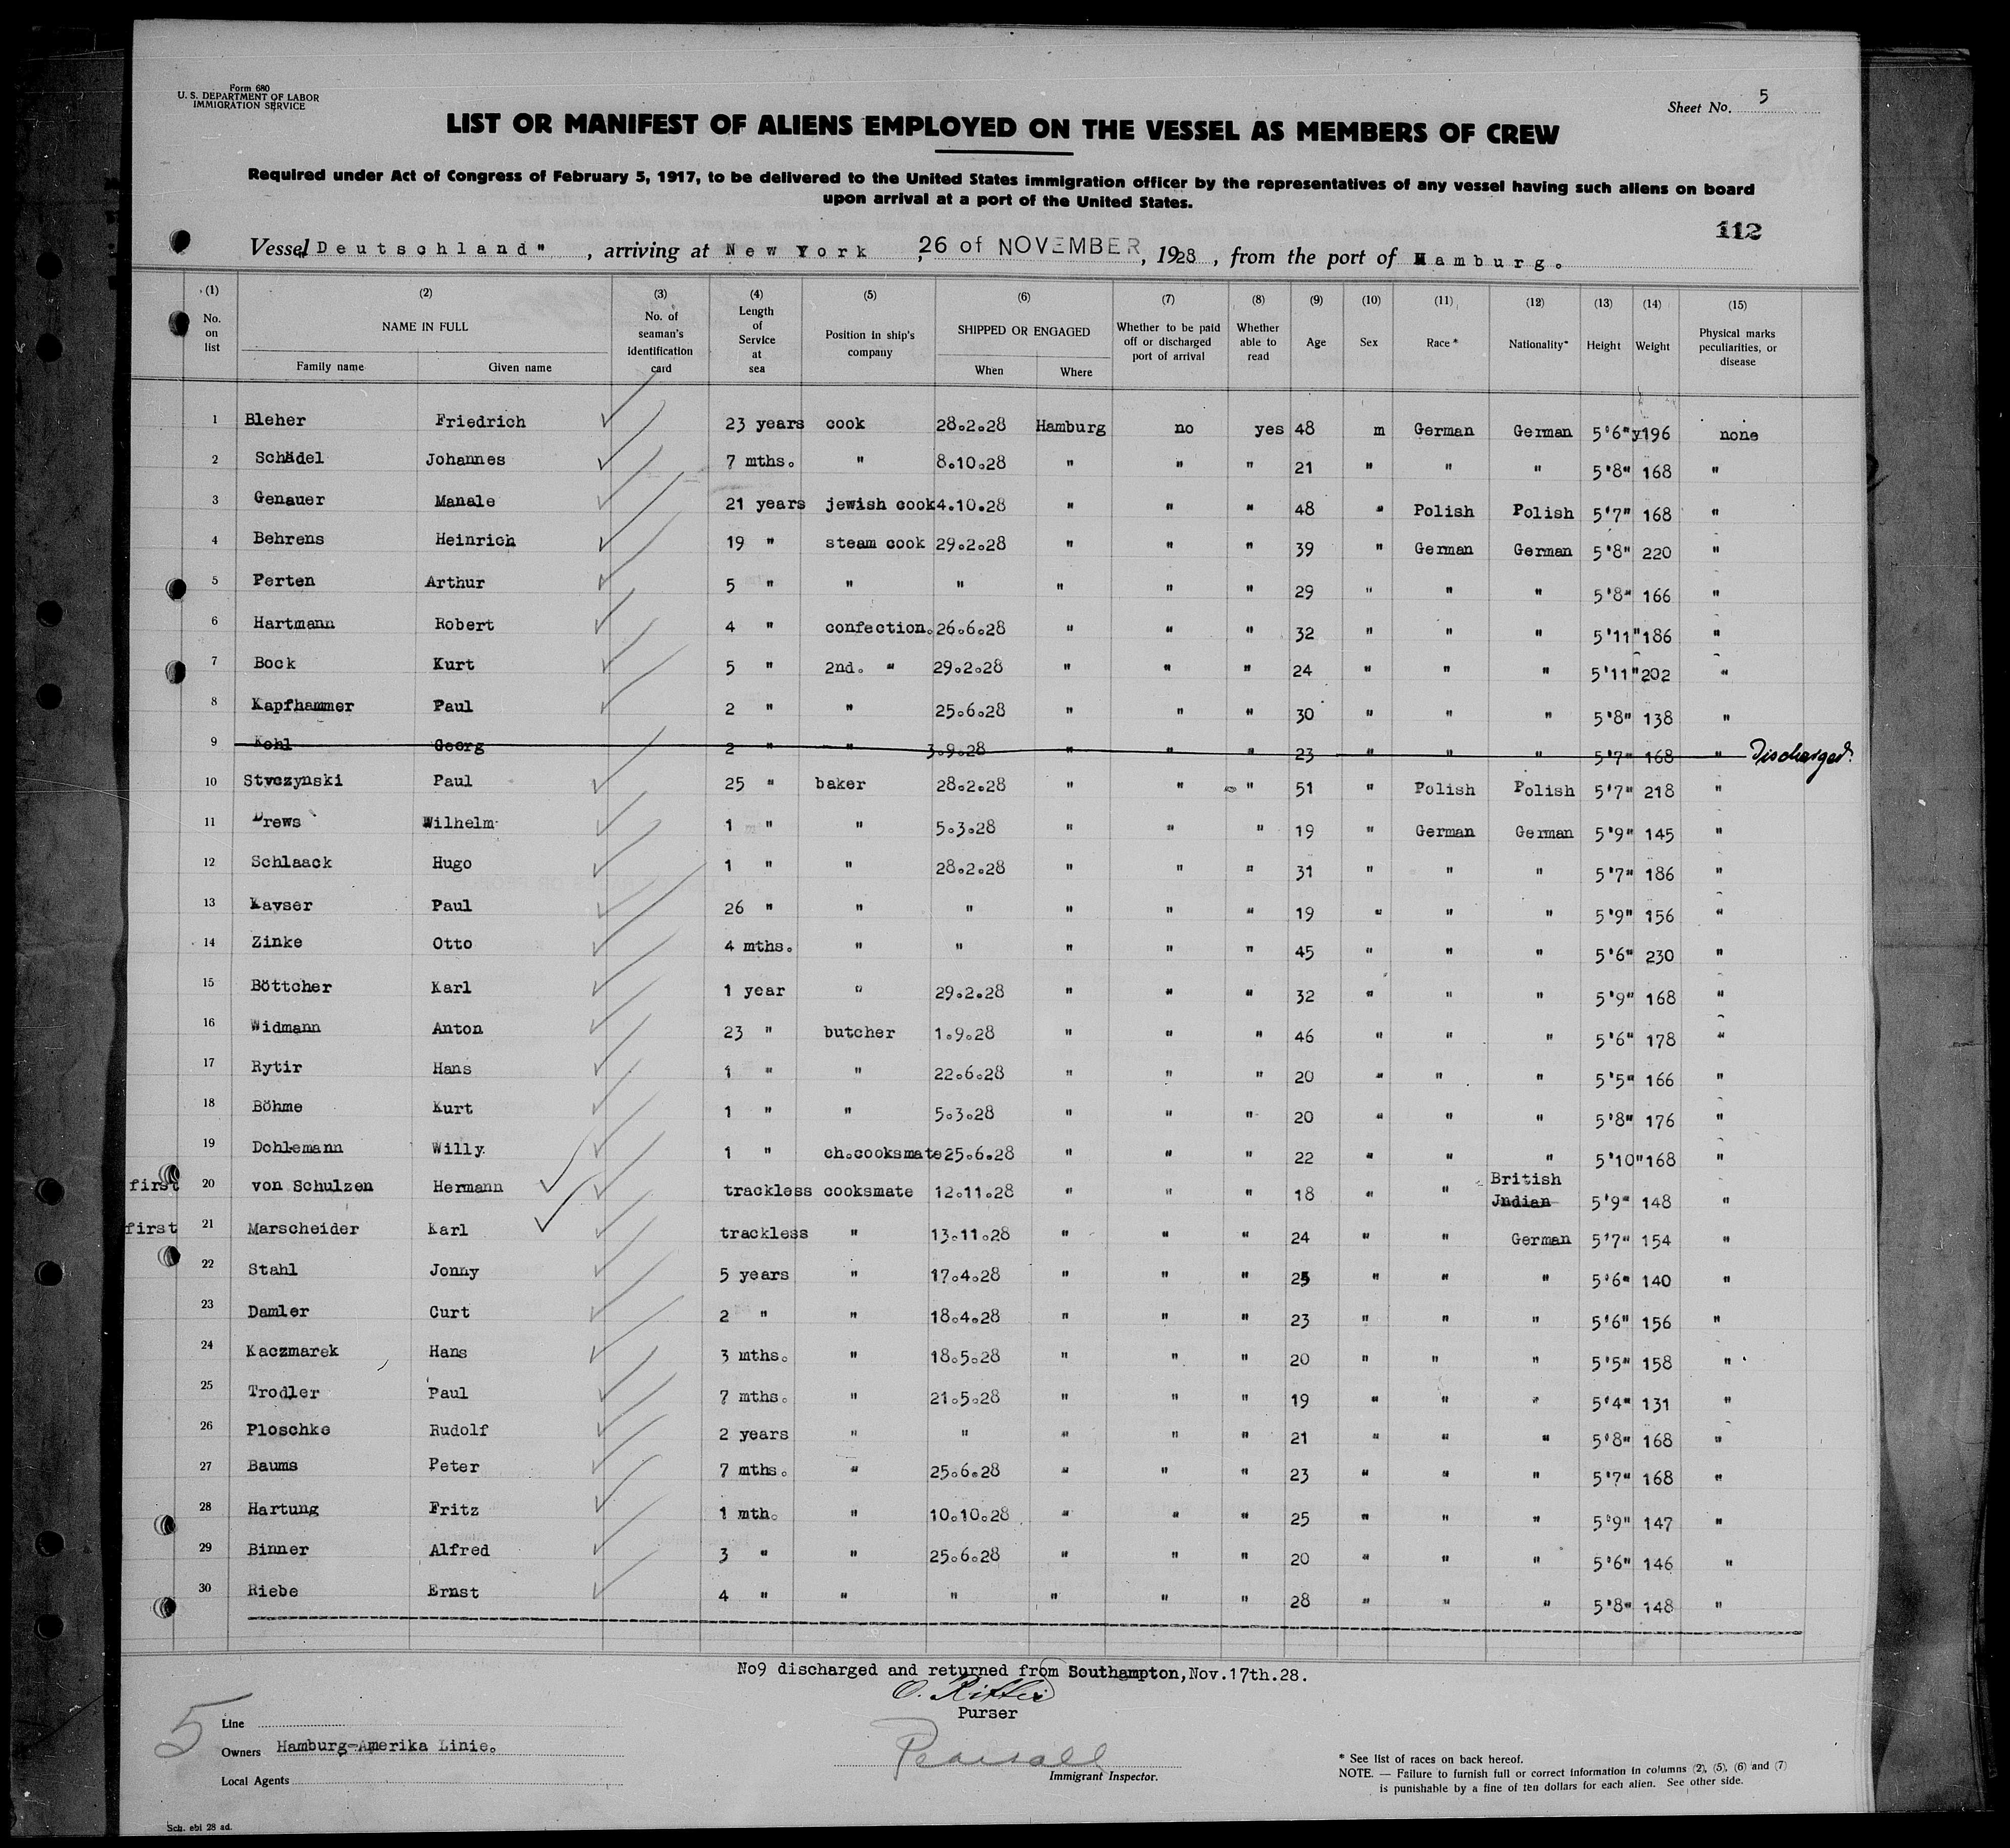 Form 680
U. S. DEPARTMENT OF LABOR
IMMIGRATION SERVICE
Sheet No. 5
LIST OR MANIFEST OF ALIENS EMPLOYED ON THE VESSEL AS MEMBERS OF CREW
Required under Act of Congress of February 5, 1917, to be delivered to the United States immigration officer by the representatives of any vessel having such aliens on board
upon arrival at a port of the United States.
112
Vessel "Deutschland", arriving at New York, 26 of NOVEMBER, 1928, from the port of Hamburg.
(1) No. on list (2) NAME IN FULL Family name Given name (3) No. of seaman's identification card (4) Length of Service at sea (5) Position in ship's company (6) SHIPPED OR ENGAGED When Where (7) Whether to be paid off or discharged port of arrival (8) Whether able to read (9) Age (10) Sex (11) Race* (12) Nationality* (13) Height (14) Weight (15) Physical marks peculiarities, or disease
1 Bleher Friedrich 23 years cook 28.2.28 Hamburg no yes 48 m German German 5'6" 196 none
2 Schädel Johannes 7 mths. " 8.10.28 " " " 21 " " " 5'8" 168 "
3 Genauer Manale 21 years jewish cook 4.10.28 " " " 48 " Polish Polish 5'7" 168 "
4 Behrens Heinrich 19 " steam cook 29.2.28 " " " 39 " German German 5'8" 220 "
5 Perten Arthur 5 " " " " " " 29 " " " 5'8" 166 "
6 Hartmann Robert 4 " confection. 26.6.28 " " " 32 " " " 5'11" 186 "
7 Bock Kurt 5 " 2nd. " 29.2.28 " " " 24 " " " 5'11" 202 "
8 Kapfhammer Paul 2 " " 25.6.28 " " " 30 " " " 5'8" 138 "
9 Kohl Georg 2 " " 3.9.28 " " " 23 " " " 5'7" 168 " Discharged.
10 Styczynski Paul 25 " baker 28.2.28 " " " 51 " Polish Polish 5'7" 218 "
11 Drews Wilhelm 1 " " 5.3.28 " " " 19 " German German 5'9" 145 "
12 Schlaack Hugo 1 " " 28.2.28 " " " 31 " " " 5'7" 186 "
13 Kayser Paul 26 " " " " " " 19 " " " 5'9" 156 "
14 Zinke Otto 4 mths. " " " " " 45 " " " 5'6" 230 "
15 Böttcher Karl 1 year " 29.2.28 " " " 32 " " " 5'9" 168 "
16 Widmann Anton 23 " butcher 1.9.28 " " " 46 " " " 5'6" 178 "
17 Rytir Hans 1 " " 22.6.28 " " " 20 " " " 5'5" 166 "
18 Böhme Kurt 1 " " 5.3.28 " " " 20 " " " 5'8" 176 "
19 Dohlemann Willy 1 " ch.cooksmate 25.6.28 " " " 22 " " " 5'10" 168 "
first 20 von Schulzen Hermann trackless cooksmate 12.11.28 " " " 18 " " British Jndian 5'9" 148 "
first 21 Marscheider Karl trackless " 13.11.28 " " " 24 " " German 5'7" 154 "
22 Stahl Jonny 5 years " 17.4.28 " " " 25 " " " 5'6" 140 "
23 Damler Curt 2 " " 18.4.28 " " " 23 " " " 5'6" 156 "
24 Kaczmarek Hans 3 mths. " 18.5.28 " " " 20 " " " 5'5" 158 "
25 Trodler Paul 7 mths. " 21.5.28 " " " 19 " " " 5'4" 131 "
26 Ploschke Rudolf 2 years " " " " " 21 " " " 5'8" 168 "
27 Baums Peter 7 mths. " 25.6.28 " " " 23 " " " 5'7" 168 "
28 Hartung Fritz 1 mth. " 10.10.28 " " " 25 " " " 5'9" 147 "
29 Binner Alfred 3 " " 25.6.28 " " " 20 " " " 5'6" 146 "
30 Riebe Ernst 4 " " " " " " 28 " " " 5'8" 148 "
No9 discharged and returned from Southampton,Nov.17th.28.
O. Ritter
Purser
5
Line
Owners Hamburg-Amerika Linie.
Local Agents
Pearsall
Immigrant Inspector.
* See list of races on back hereof.
NOTE. — Failure to furnish full or correct information in columns (2), (5), (6) and (7)
is punishable by a fine of ten dollars for each alien. See other side.
Sch. ebi 28 ad.